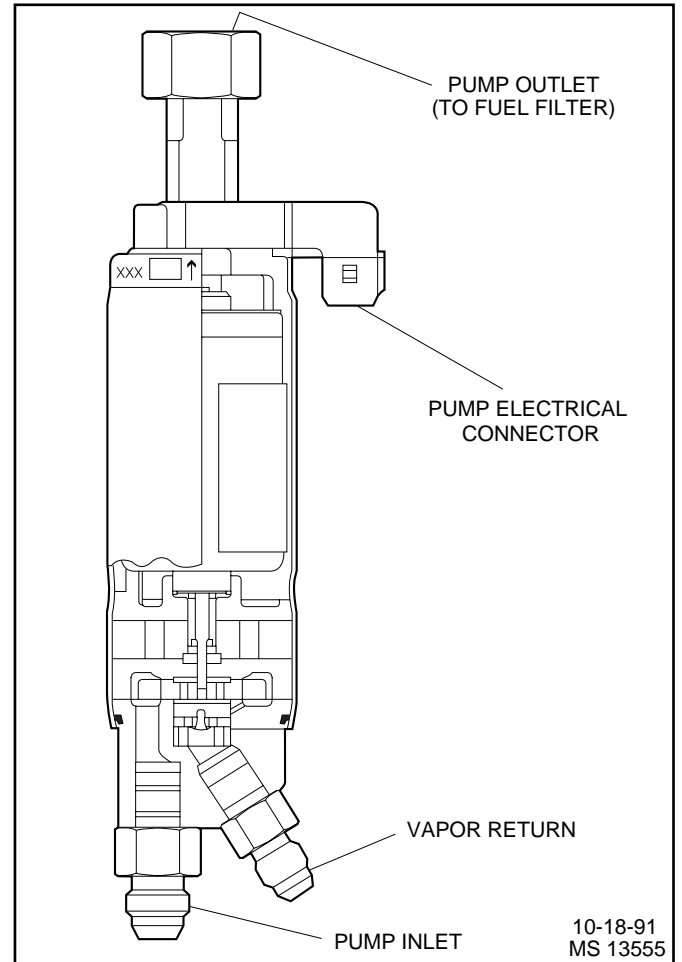 PUMP OUTLET
(TO FUEL FILTER)
XXX
PUMP ELECTRICAL
CONNECTOR
VAPOR RETURN
PUMP INLET
10-18-91
MS 13555